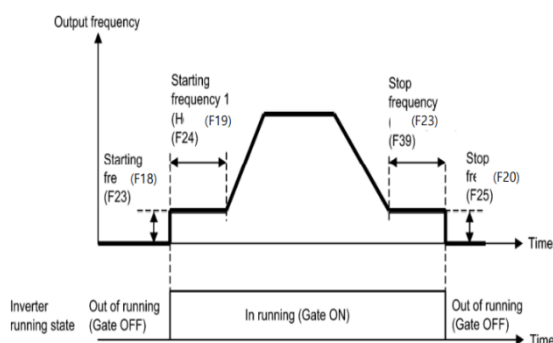 Output frequency
Starting
frequency 1
(F19)
(F24)
Stop
frequency
(F23)
(F39)
Starting
(F18)
(F23)
Stop
(F20)
(F25)
Time
Inverter
running state
Out of running
(Gate OFF)
In running (Gate ON)
Out of running
(Gate OFF)
Time